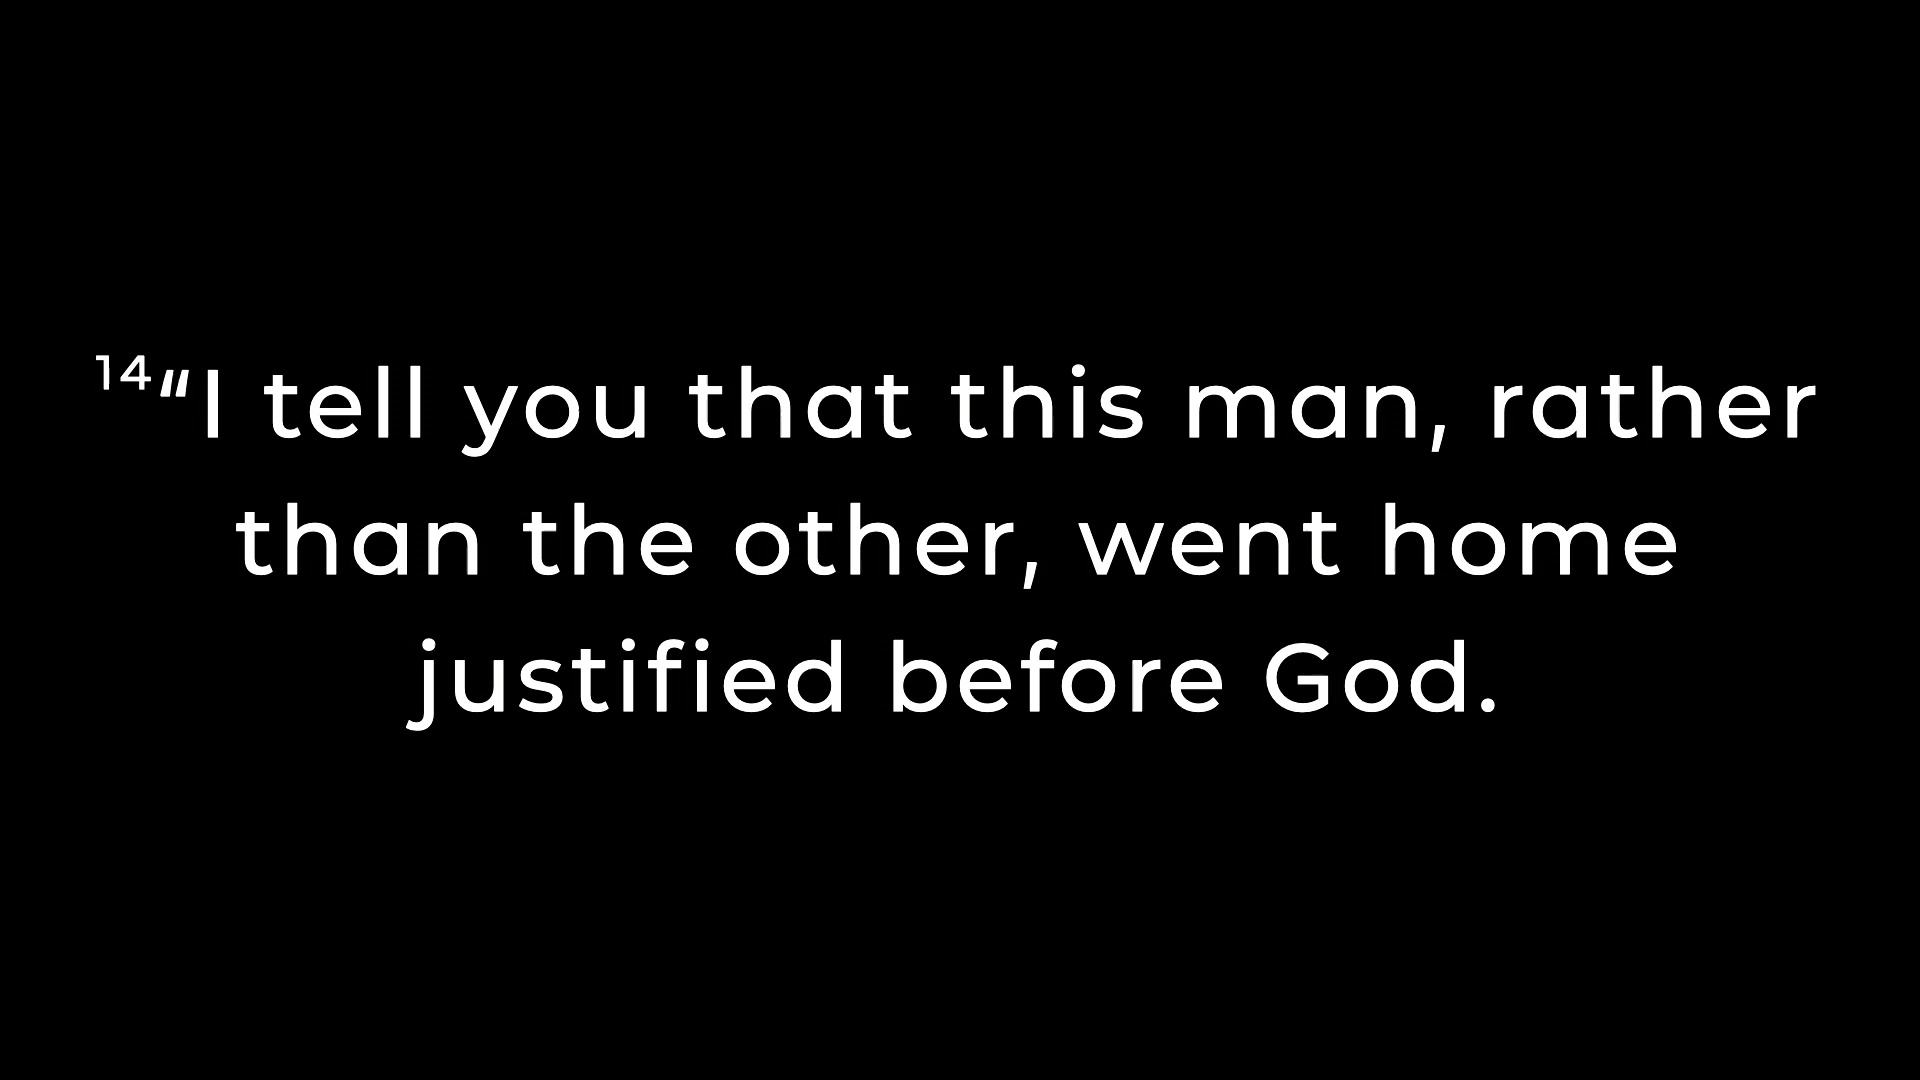 ¹⁴“I tell you that this man, rather
than the other, went home
justified before God.